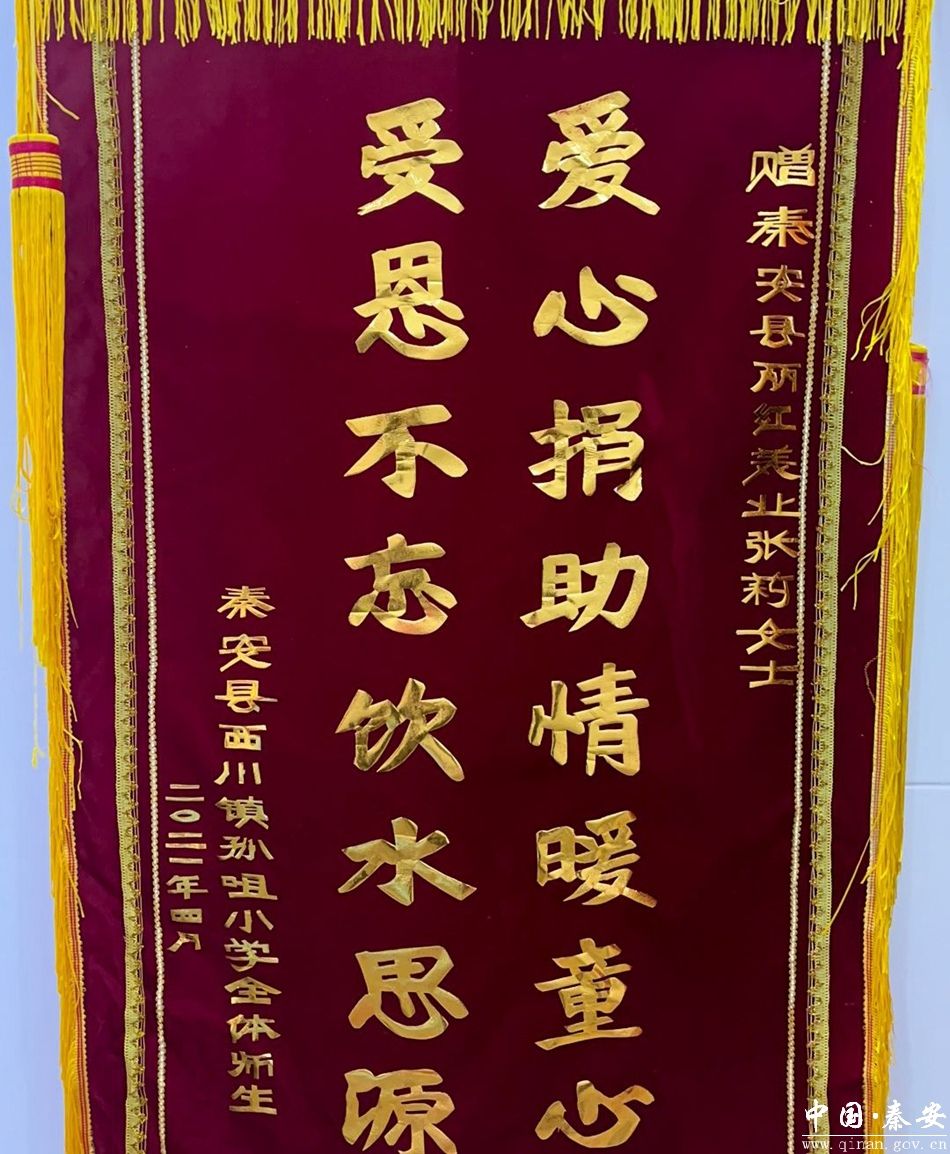 赠秦安县丽红美业张莉女士
爱心捐助情暖童心
受恩不忘饮水思源
秦安县西川镇孙咀小学全体师生
二〇二一年四月
中国·秦安
www.qinan.gov.cn